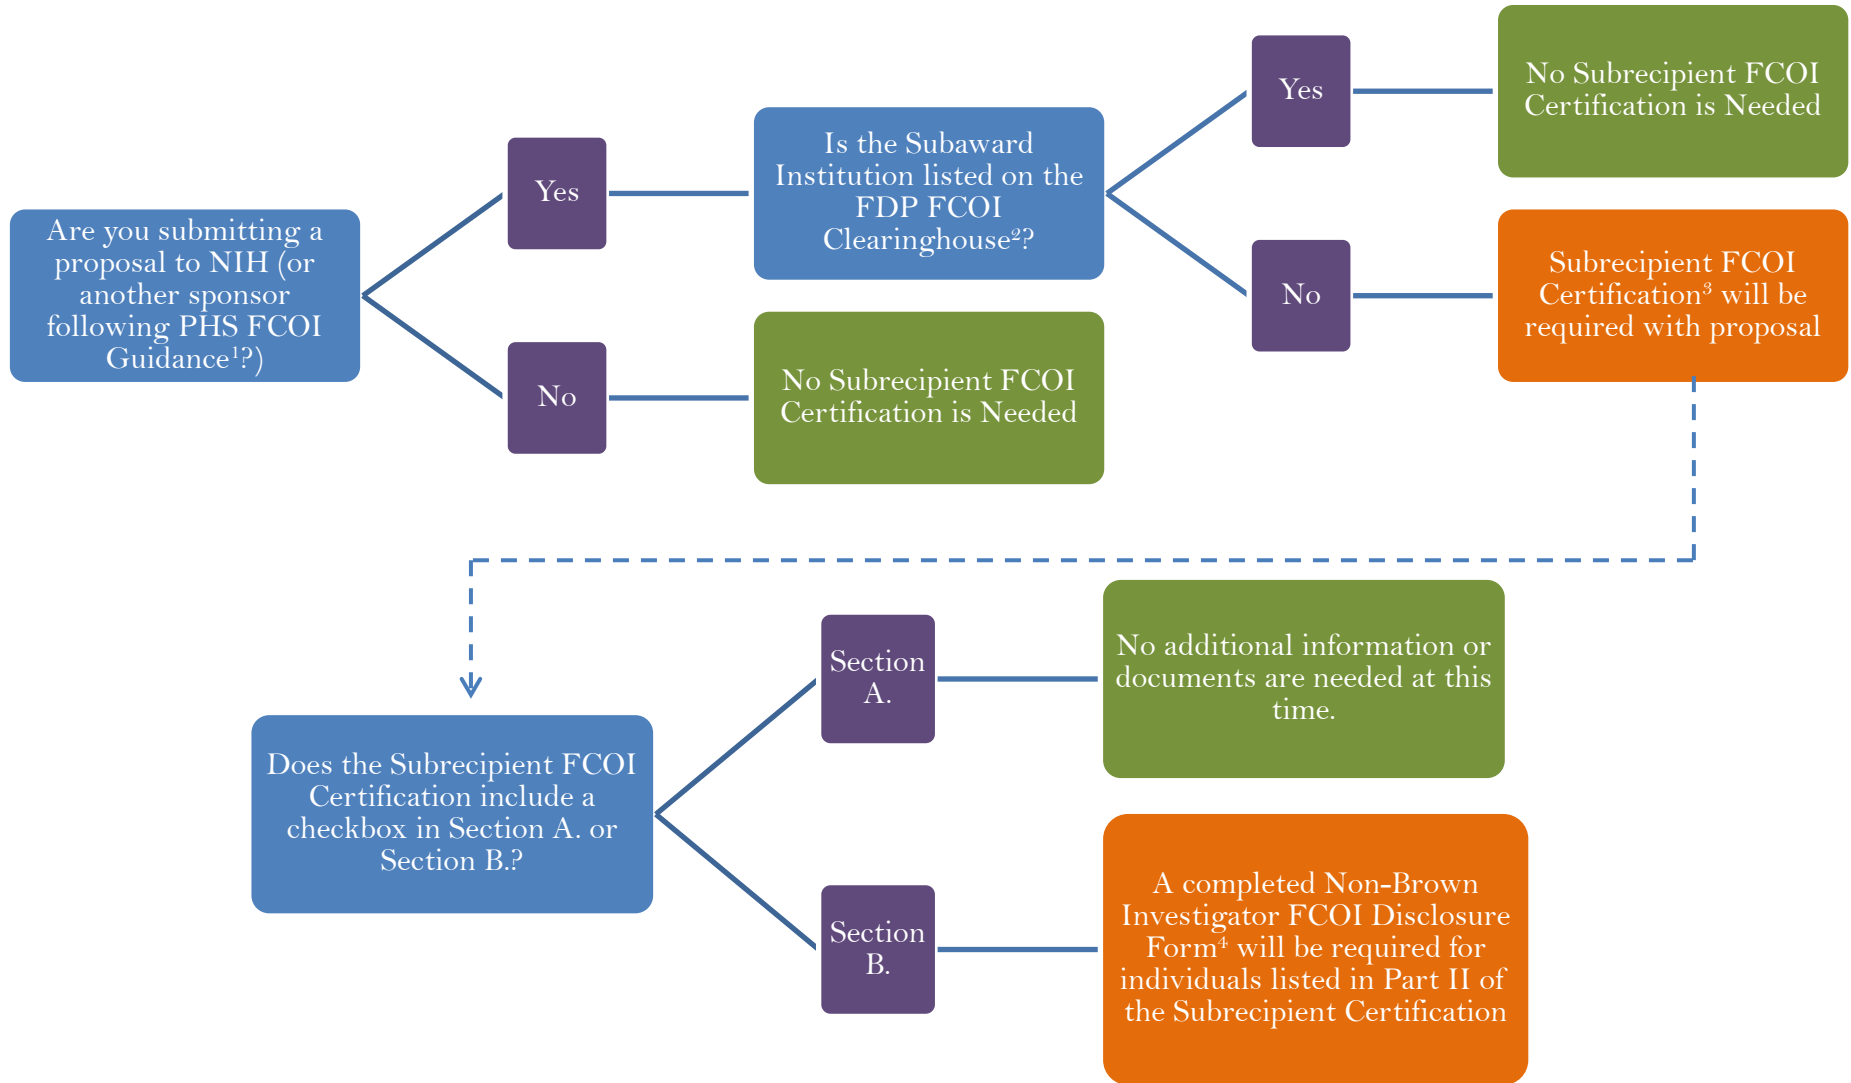 Are you submitting a
proposal to NIH (or
another sponsor
following PHS FCOI
Guidance¹?)
Yes
No
Is the Subaward
Institution listed on the
FDP FCOI
Clearinghouse²?
No Subrecipient FCOI
Certification is Needed
Yes
No
No Subrecipient FCOI
Certification is Needed
Subrecipient FCOI
Certification³ will be
required with proposal
Does the Subrecipient FCOI
Certification include a
checkbox in Section A. or
Section B.?
Section
A.
No additional information or
documents are needed at this
time.
Section
B.
A completed Non-Brown
Investigator FCOI Disclosure
Form⁴ will be required for
individuals listed in Part II of
the Subrecipient Certification